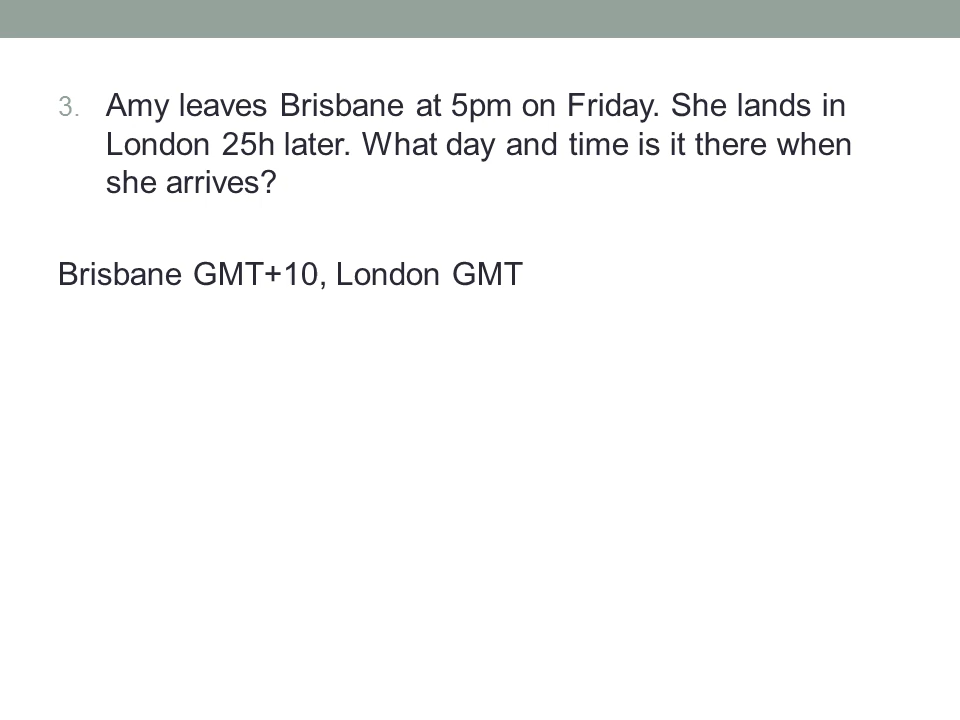 3. Amy leaves Brisbane at 5pm on Friday. She lands in
London 25h later. What day and time is it there when
she arrives?
Brisbane GMT+10, London GMT